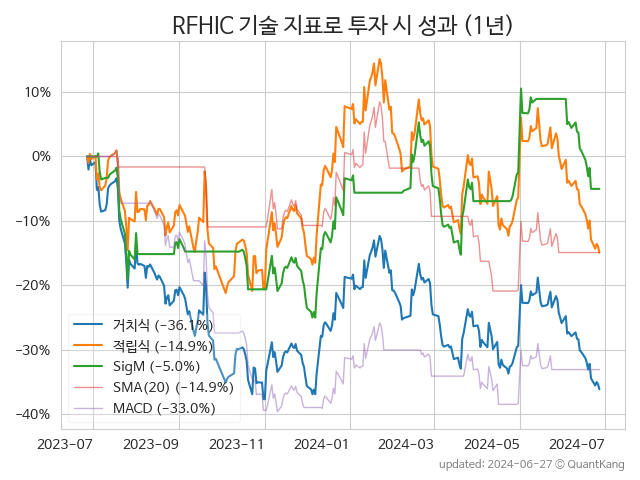 RFHIC 기술 지표로 투자 시 성과 (1년)
10%
0%
−10%
−20%
−30%
−40%
거치식 (−36.1%)
적립식 (−14.9%)
SigM (−5.0%)
SMA(20) (−14.9%)
MACD (−33.0%)
2023-07 2023-09 2023-11 2024-01 2024-03 2024-05 2024-07
updated: 2024-06-27 © QuantKang